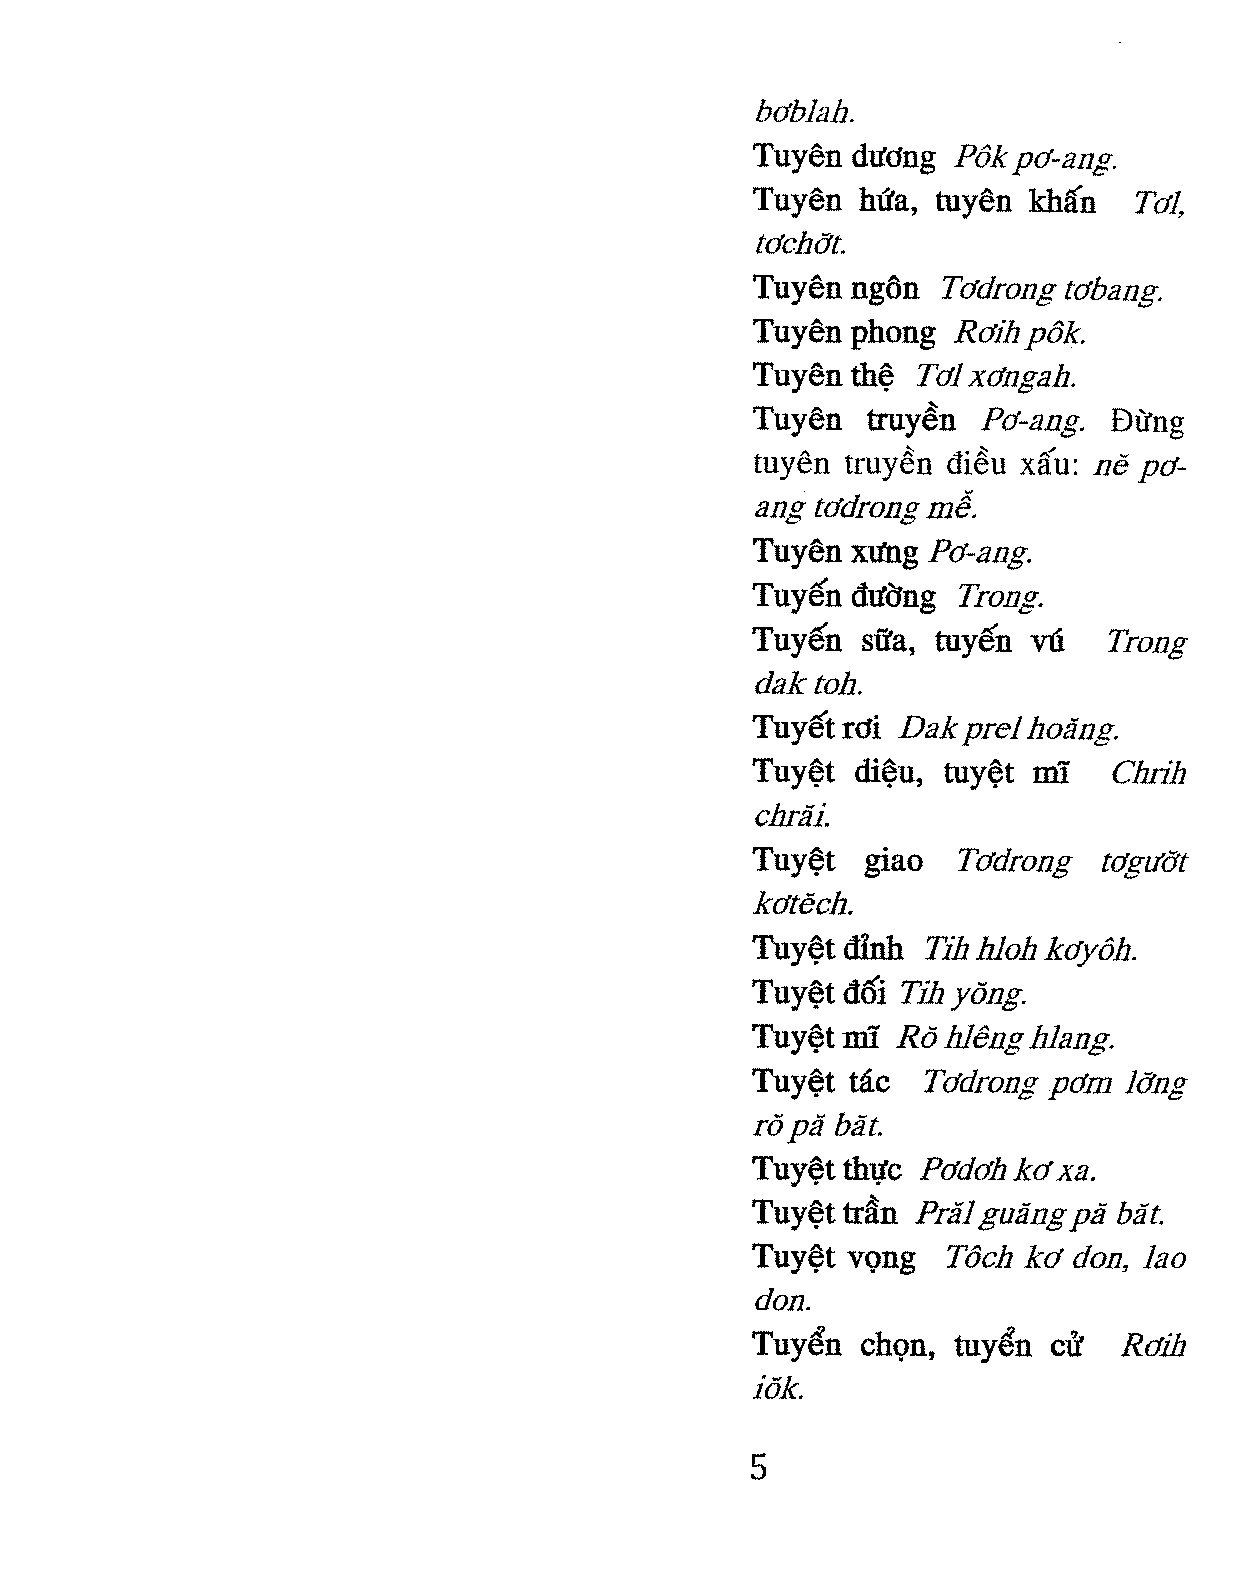 bơblah.
Tuyên dương Pôk pơ-ang.
Tuyên hứa, tuyên khấn Tơl,
tơchơ̆t.
Tuyên ngôn Tơdrong tơbang.
Tuyên phong Rơih pôk.
Tuyên thệ Tơl xơngah.
Tuyên truyền Pơ-ang. Đừng
tuyên truyền điều xấu: nĕ pơ-
ang tơdrong mê̆.
Tuyên xưng Pơ-ang.
Tuyến đường Trong.
Tuyến sữa, tuyến vú Trong
dak toh.
Tuyết rơi Dak prel hoăng.
Tuyệt diệu, tuyệt mĩ Chrih
chrăi.
Tuyệt giao Tơdrong tơgươ̆t
kơtĕch.
Tuyệt đỉnh Tih hloh kơyôh.
Tuyệt đối Tih yŏng.
Tuyệt mĩ Rŏ hlêng hlang.
Tuyệt tác Tơdrong pơm lơ̆ng
rŏ pă băt.
Tuyệt thực Pơdơh kơ xa.
Tuyệt trần Prăl guăng pă băt.
Tuyệt vọng Tôch kơ don, lao
don.
Tuyển chọn, tuyển cử Rơih
iŏk.
5